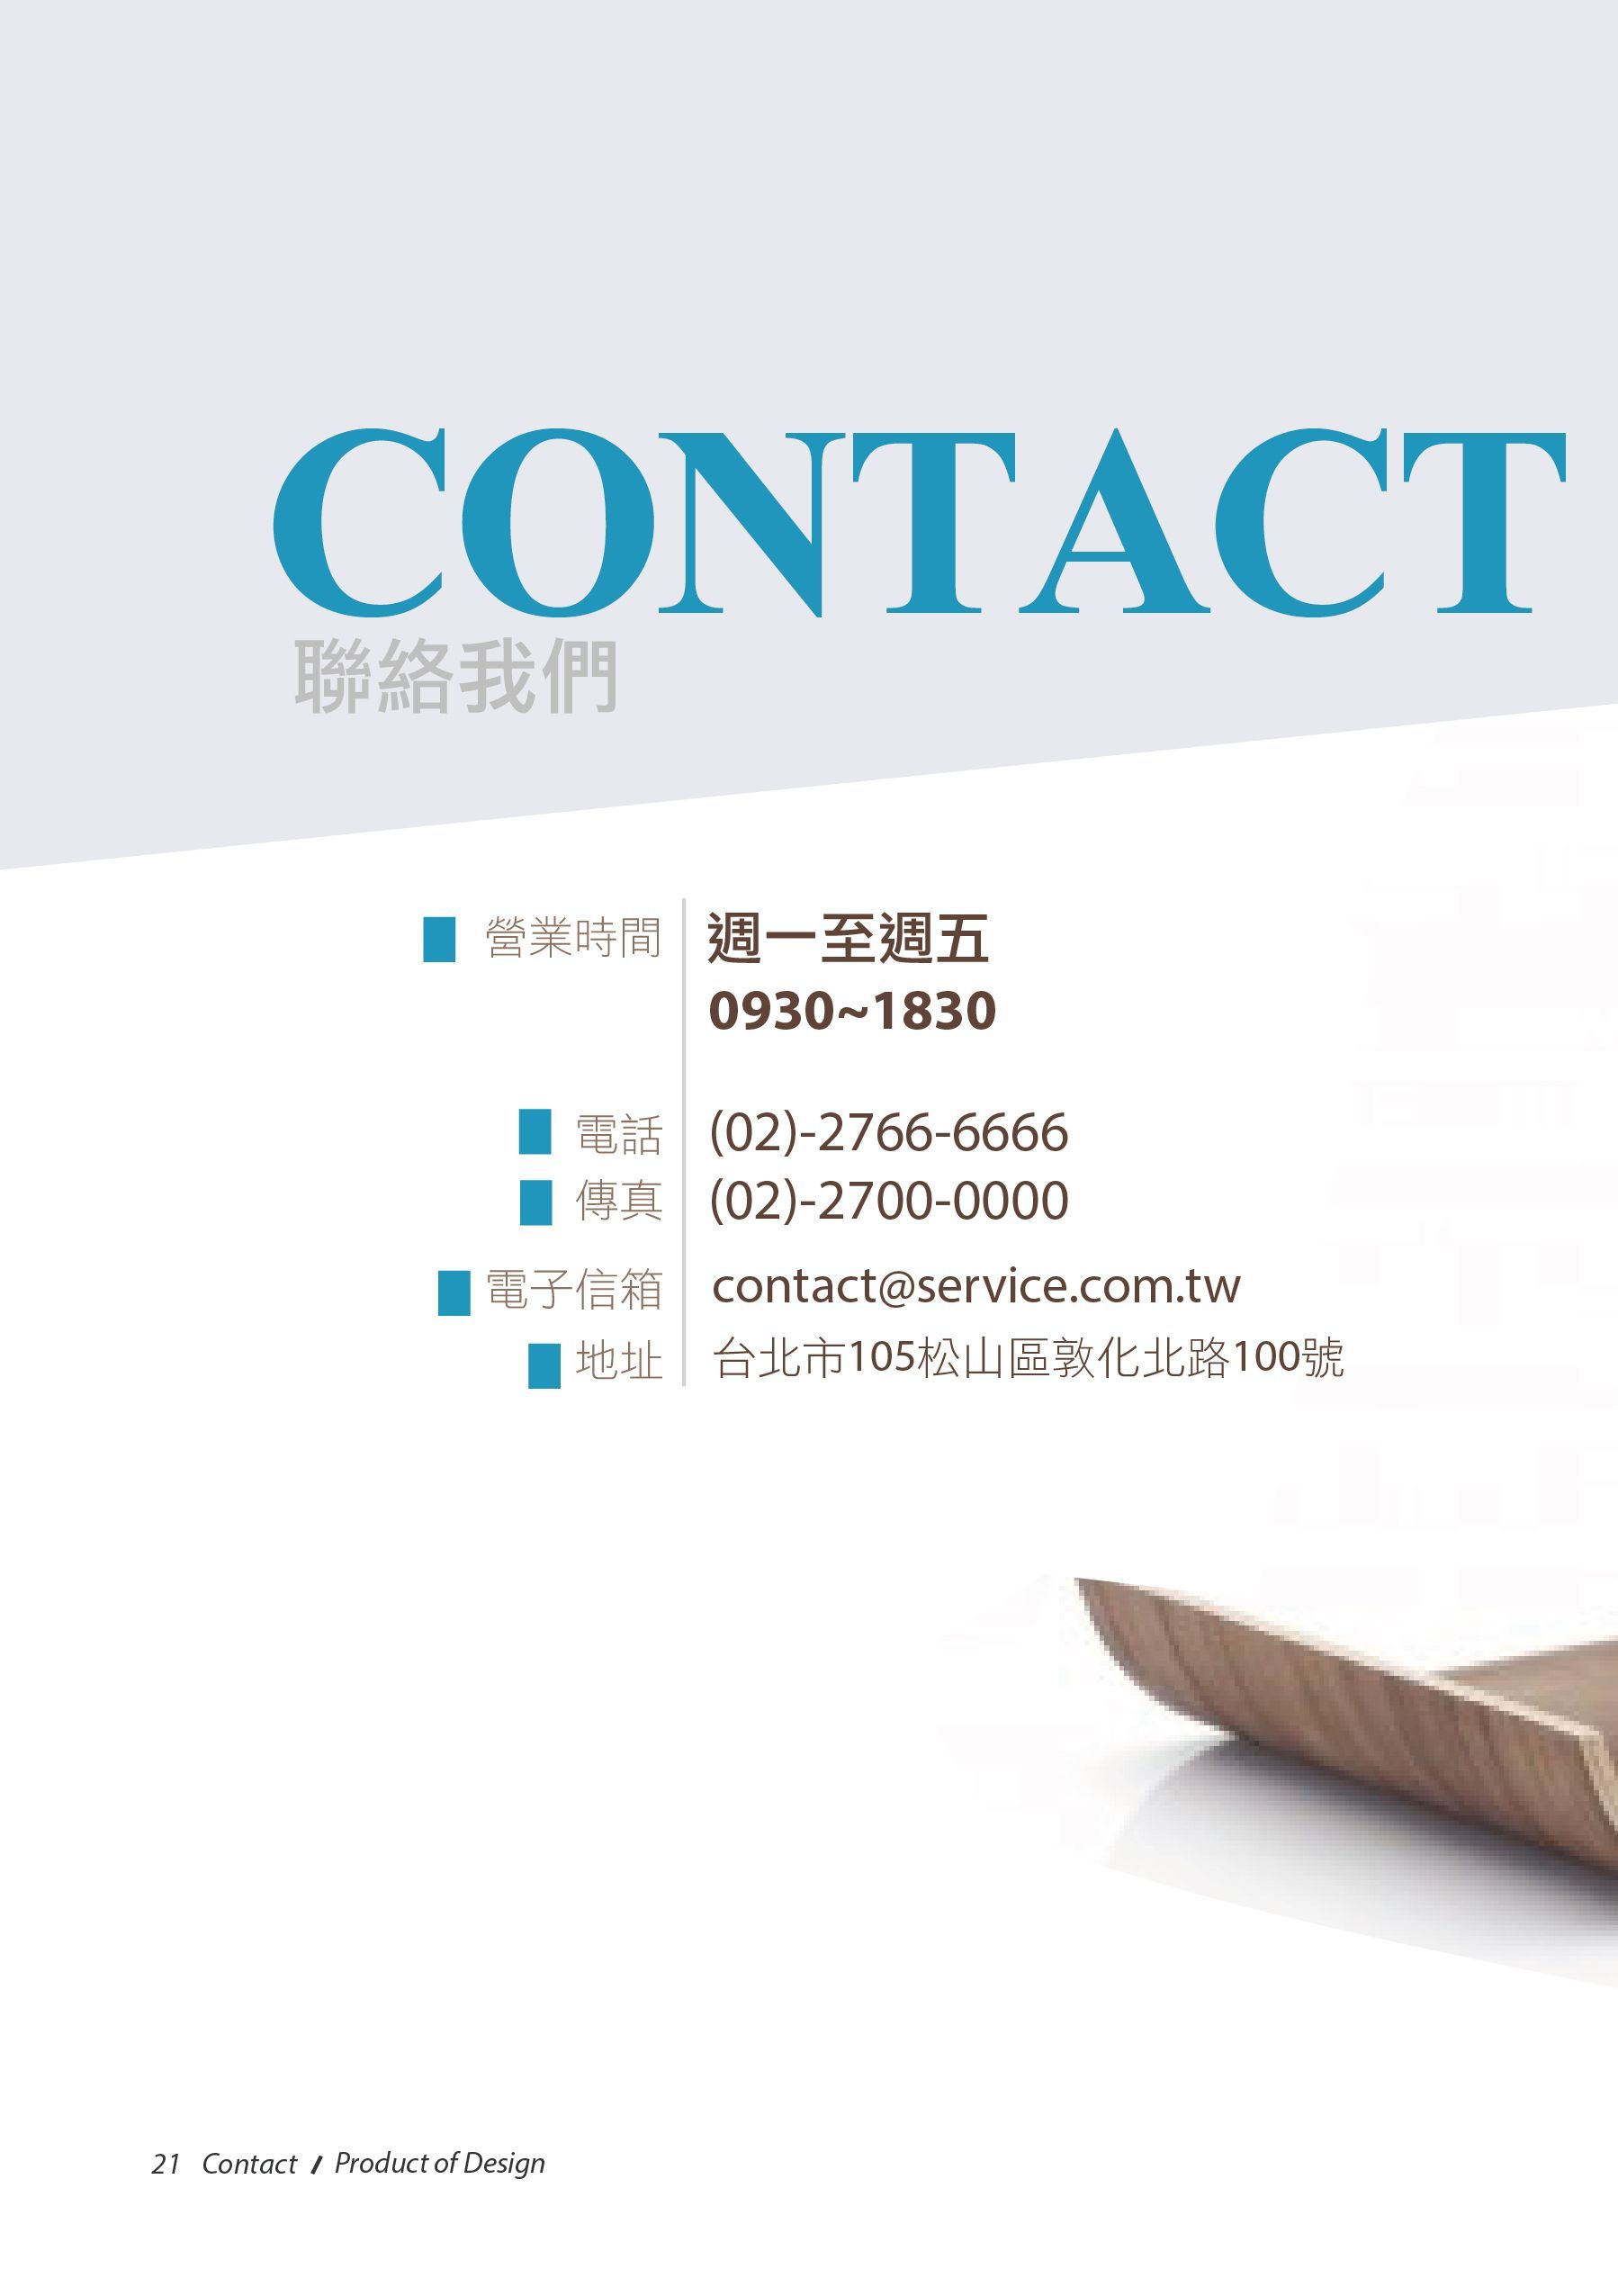 CONTACT
聯絡我們
營業時間 週一至週五
0930~1830
電話 (02)-2766-6666
傳真 (02)-2700-0000
電子信箱 contact@service.com.tw
地址 台北市105松山區敦化北路100號
21 Contact / Product of Design